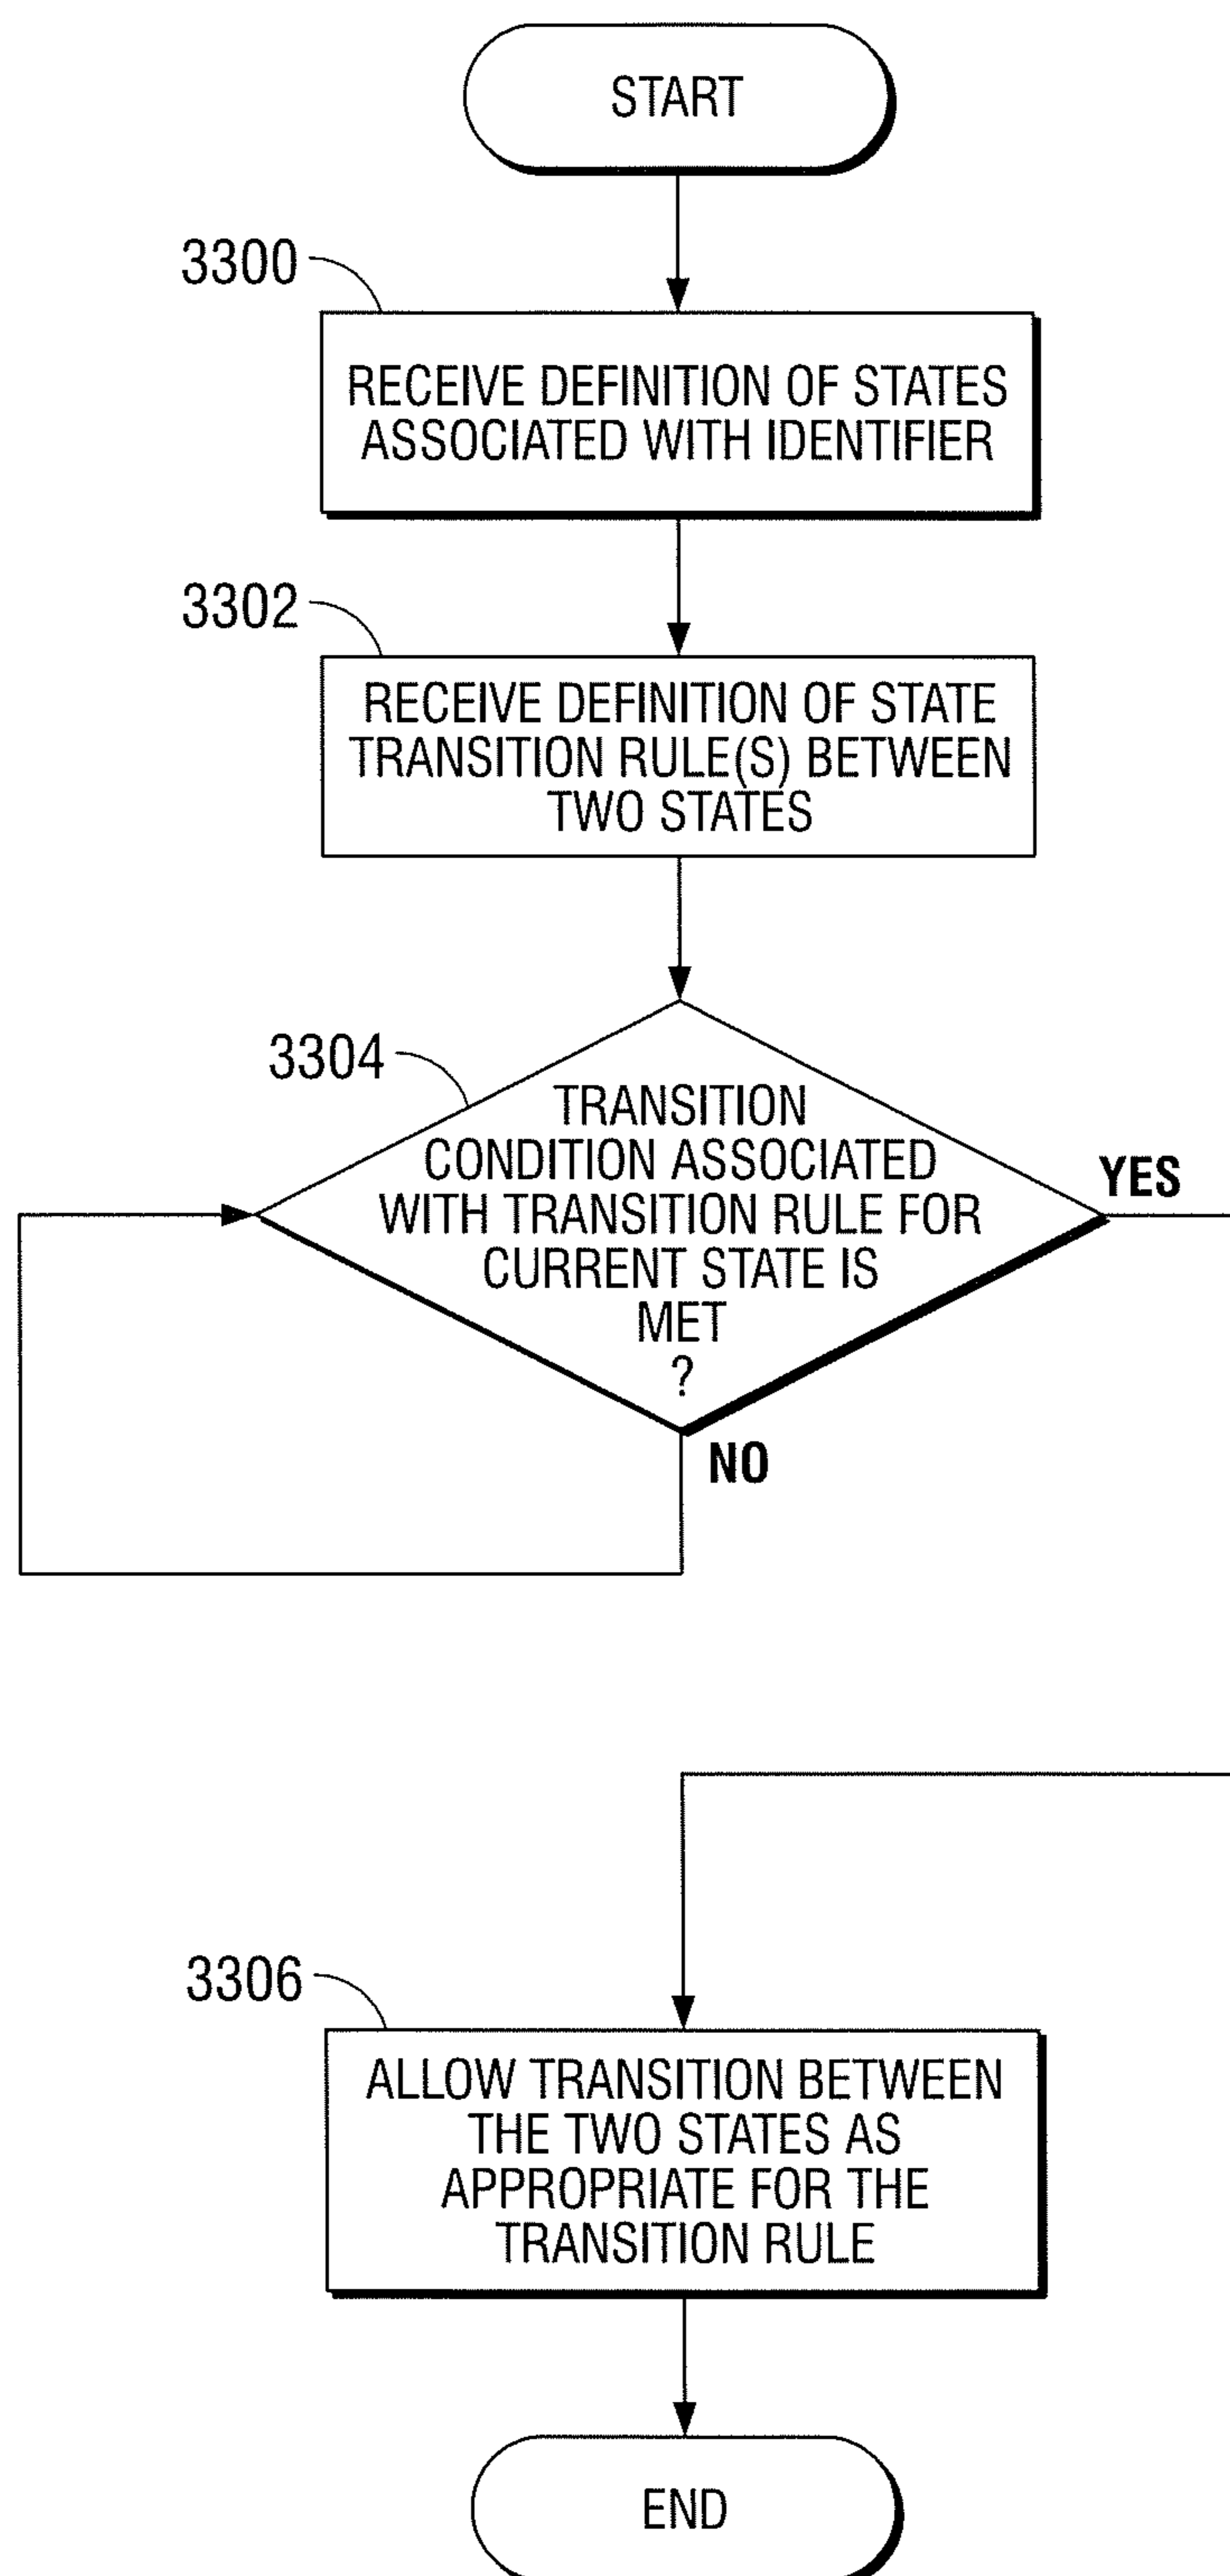 START
3300
RECEIVE DEFINITION OF STATES
ASSOCIATED WITH IDENTIFIER
3302
RECEIVE DEFINITION OF STATE
TRANSITION RULE(S) BETWEEN
TWO STATES
3304
TRANSITION
CONDITION ASSOCIATED
WITH TRANSITION RULE FOR
CURRENT STATE IS
MET
?
YES
NO
3306
ALLOW TRANSITION BETWEEN
THE TWO STATES AS
APPROPRIATE FOR THE
TRANSITION RULE
END